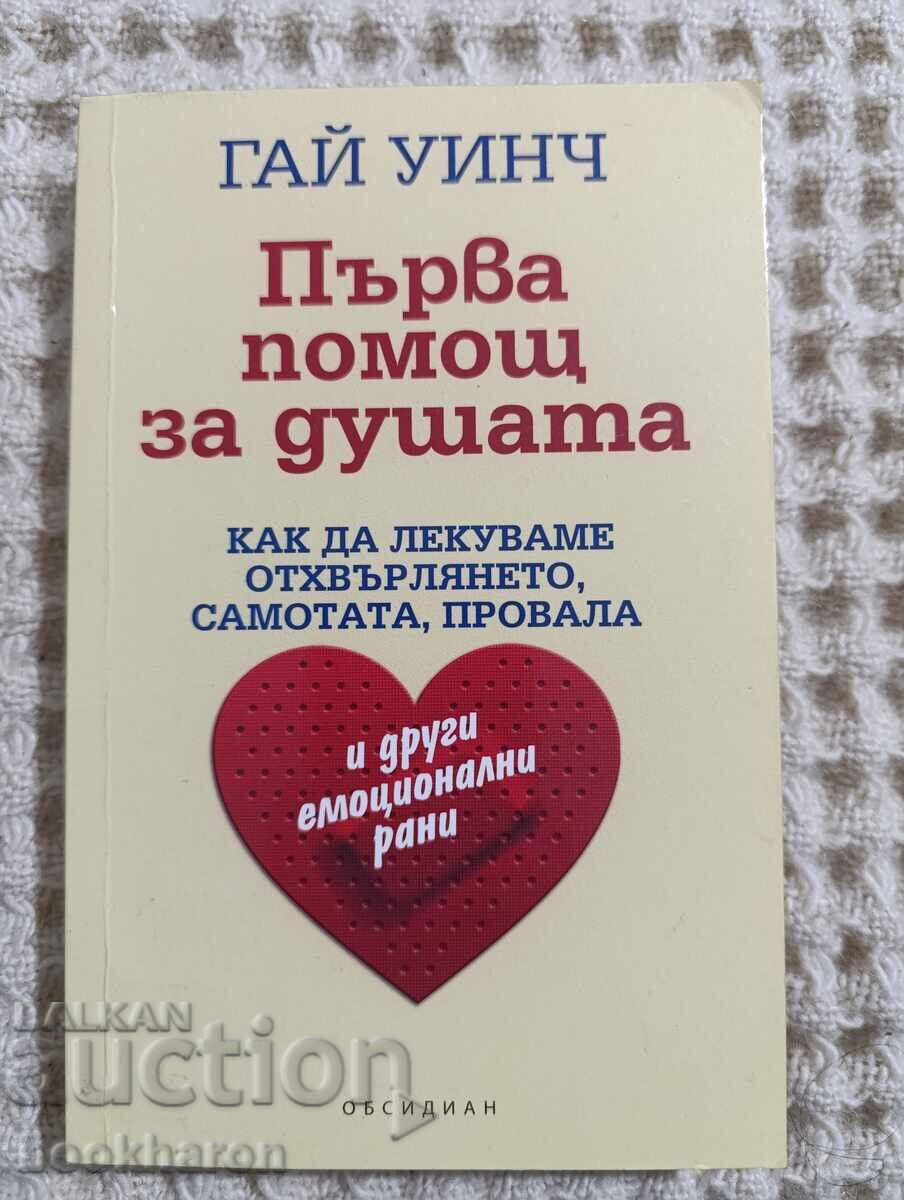 ГАЙ УИНЧ
Първа
помощ
за душата
КАК ДА ЛЕКУВАМЕ
ОТХВЪРЛЯНЕТО,
САМОТАТА, ПРОВАЛА
и други
емоционални
рани
BALKAN
auction
ОБСИДИАН
bookharon